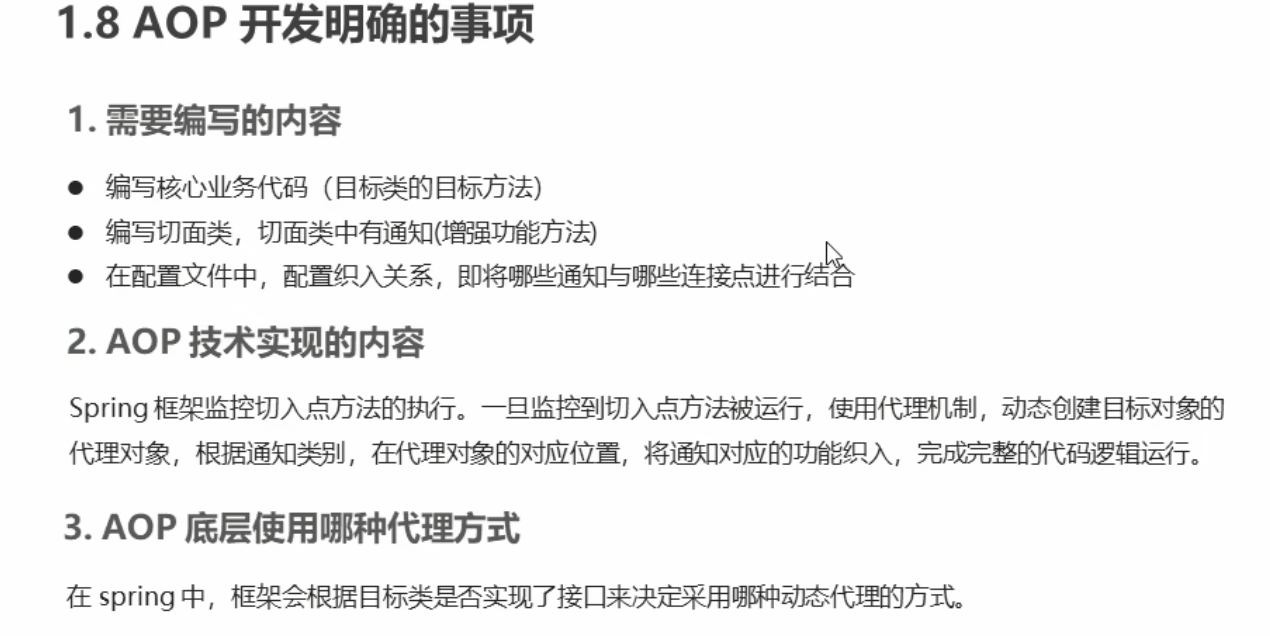 1.8 AOP 开发明确的事项
1. 需要编写的内容
● 编写核心业务代码（目标类的目标方法）
● 编写切面类，切面类中有通知(增强功能方法)
● 在配置文件中，配置织入关系，即将哪些通知与哪些连接点进行结合
2. AOP 技术实现的内容
Spring 框架监控切入点方法的执行。一旦监控到切入点方法被运行，使用代理机制，动态创建目标对象的
代理对象，根据通知类别，在代理对象的对应位置，将通知对应的功能织入，完成完整的代码逻辑运行。
3. AOP 底层使用哪种代理方式
在 spring 中，框架会根据目标类是否实现了接口来决定采用哪种动态代理的方式。